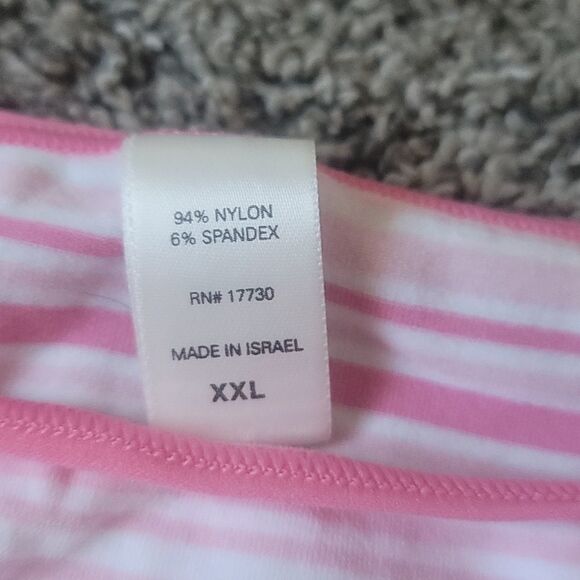 94% NYLON
6% SPANDEX
RN# 17730
MADE IN ISRAEL
XXL